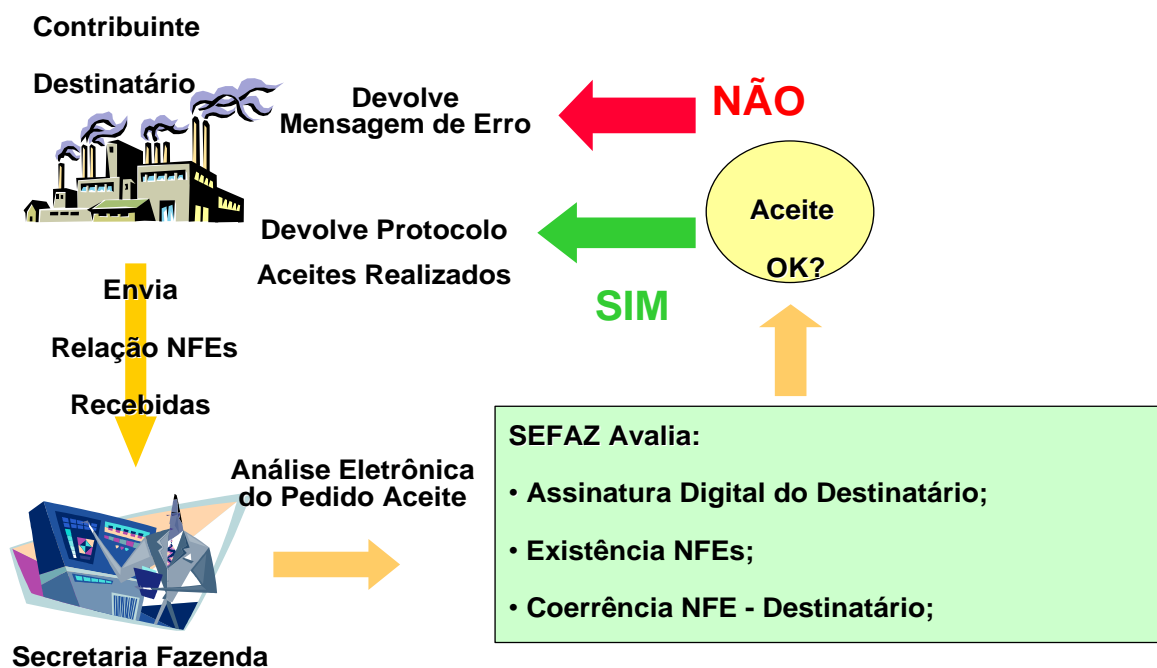 Contribuinte
Destinatário
Devolve
Mensagem de Erro
NÃO
Aceite
OK?
Devolve Protocolo
Aceites Realizados
SIM
Envia
Relação NFEs
Recebidas
Análise Eletrônica
do Pedido Aceite
SEFAZ Avalia:
• Assinatura Digital do Destinatário;
• Existência NFEs;
• Coerrência NFE - Destinatário;
Secretaria Fazenda